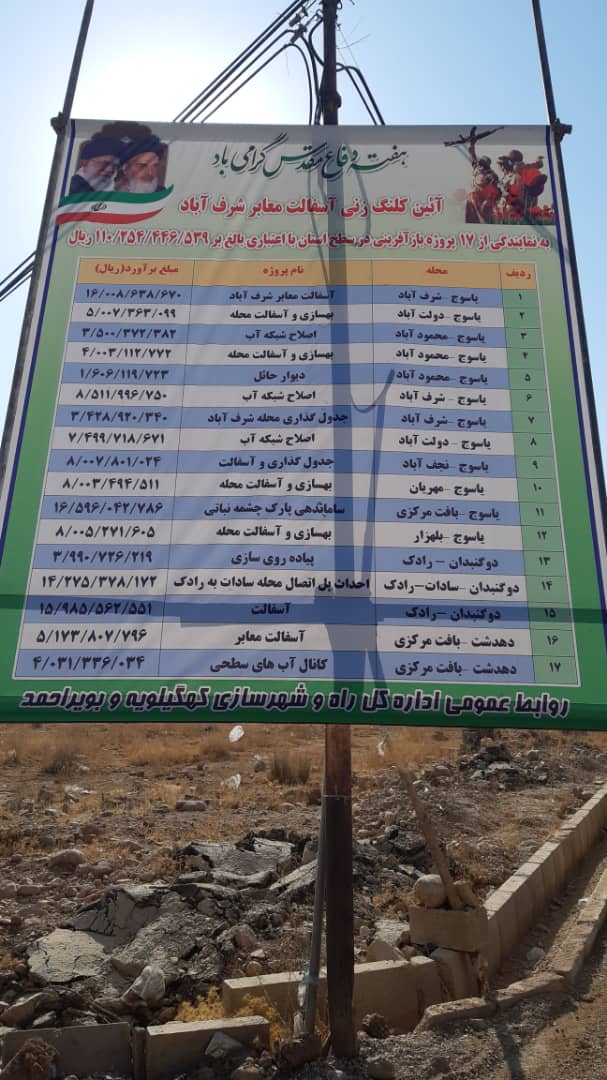 هفته دفاع مقدس گرامی باد
آئین کلنگ زنی آسفالت معابر شرف آباد
به نمایندگی از ۱۷ پروژه بازآفرینی در سطح استان با اعتباری بالغ بر ۱۱۰/۲۵۴/۴۴۶/۵۳۹ ریال
ردیف محله نام پروژه مبلغ برآورد(ریال)
۱ یاسوج -شرف آباد آسفالت معابر شرف آباد ۱۶/۰۰۸/۶۳۸/۶۷۰
۲ یاسوج -دولت آباد بهسازی و آسفالت محله ۵/۰۰۷/۳۶۳/۰۹۹
۳ یاسوج -محمود آباد اصلاح شبکه آب ۳/۵۰۰/۳۷۲/۳۸۲
۴ یاسوج -محمود آباد بهسازی و آسفالت محله ۴/۰۰۳/۱۱۲/۷۷۲
۵ یاسوج -محمود آباد دیوار حائل ۱/۶۰۶/۱۱۹/۷۲۳
۶ یاسوج -شرف آباد اصلاح شبکه آب ۸/۵۱۱/۹۹۶/۷۵۰
۷ یاسوج -شرف آباد جدول گذاری محله شرف آباد ۳/۴۲۸/۹۲۰/۳۴۰
۸ یاسوج - دولت آباد اصلاح شبکه آب ۷/۴۹۹/۷۱۸/۶۷۱
۹ یاسوج -نجف آباد جدول گذاری و آسفالت ۸/۰۰۷/۸۰۱/۰۲۴
۱۰ یاسوج - مهریان بهسازی و آسفالت محله ۸/۰۰۳/۴۹۴/۵۱۱
۱۱ یاسوج -بافت مرکزی ساماندهی پارک چشمه نباتی ۱۶/۵۹۶/۰۴۲/۷۸۶
۱۲ یاسوج -بلهزار بهسازی و آسفالت محله ۸/۰۰۵/۲۷۱/۶۰۵
۱۳ دوگنبدان -رادک پیاده روی سازی ۳/۹۹۰/۷۲۶/۲۱۹
۱۴ دوگنبدان -سادات-رادک احداث پل اتصال محله سادات به رادک ۱۴/۲۷۵/۳۷۸/۱۷۲
۱۵ دوگنبدان -رادک آسفالت ۱۵/۹۸۵/۵۶۲/۵۵۱
۱۶ دهدشت -بافت مرکزی آسفالت معابر ۵/۱۷۳/۸۰۷/۷۹۶
۱۷ دهدشت -بافت مرکزی کانال آب های سطحی ۴/۰۳۱/۳۳۶/۰۳۴
روابط عمومی اداره کل راه و شهرسازی کهگیلویه و بویراحمد